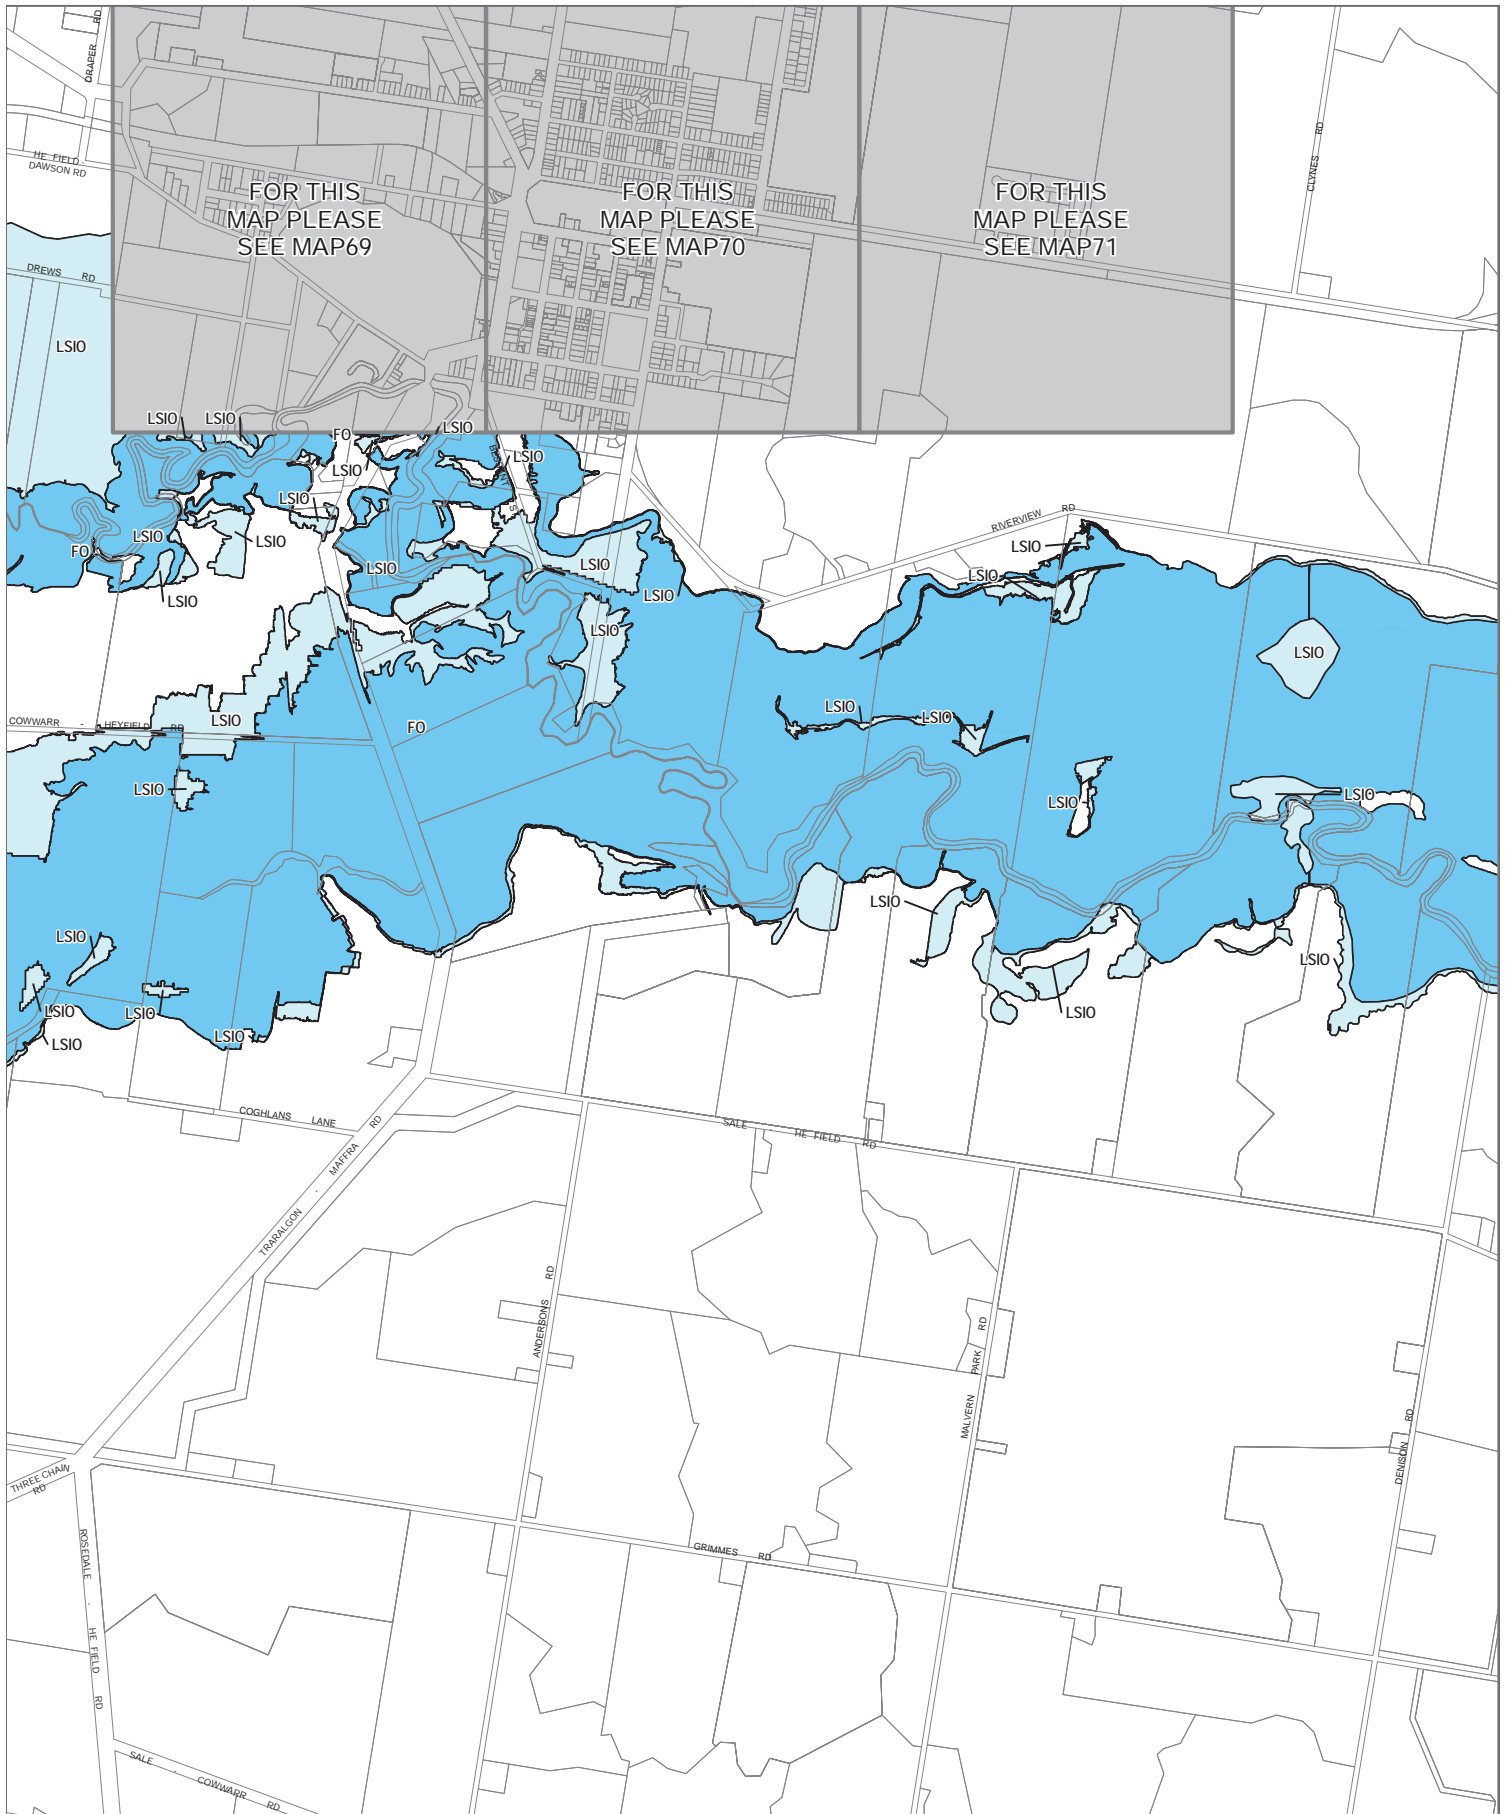 DRAPER RD
HE FIELD -
DAWSON RD
CLYNES RD
FOR THIS
MAP PLEASE
SEE MAP69
FOR THIS
MAP PLEASE
SEE MAP70
FOR THIS
MAP PLEASE
SEE MAP71
DREWS RD
LSIO
LSIO
LSIO
FO
LSIO
LSIO
LSIO
LSIO
RIVERVIEW RD
LSIO
LSIO
FO
LSIO
LSIO
LSIO
LSIO
LSIO
LSIO
LSIO
LSIO
LSIO
COWWARR - HEYFIELD RD
LSIO
FO
LSIO
LSIO
LSIO
LSIO
LSIO
LSIO
LSIO
LSIO
LSIO
LSIO
LSIO
LSIO
LSIO
COGHLANS LANE
TRARALGON - MAFFRA RD
SALE - HE FIELD RD
ANDERSONS RD
MALVERN PARK RD
DENISON RD
THREE CHAIN
RD
ROSEDALE - HE FIELD RD
GRIMMES RD
SALE - COWWARR RD